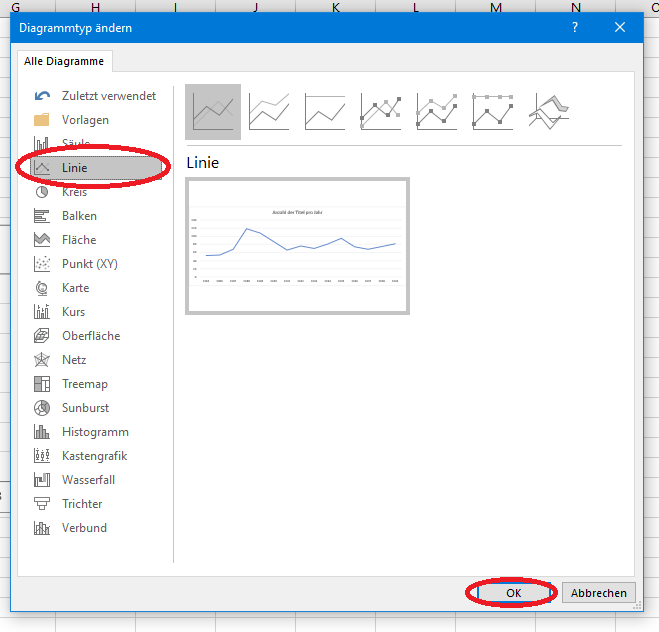 G H I J K L M N O
Diagrammtyp ändern ?
Alle Diagramme
Zuletzt verwendet
Vorlagen
Säule
Linie
Kreis
Balken
Fläche
Punkt (XY)
Karte
Kurs
Oberfläche
Netz
Treemap
Sunburst
Histogramm
Kastengrafik
Wasserfall
Trichter
Verbund
Linie
Anzahl der Titel pro Jahr
OK Abbrechen